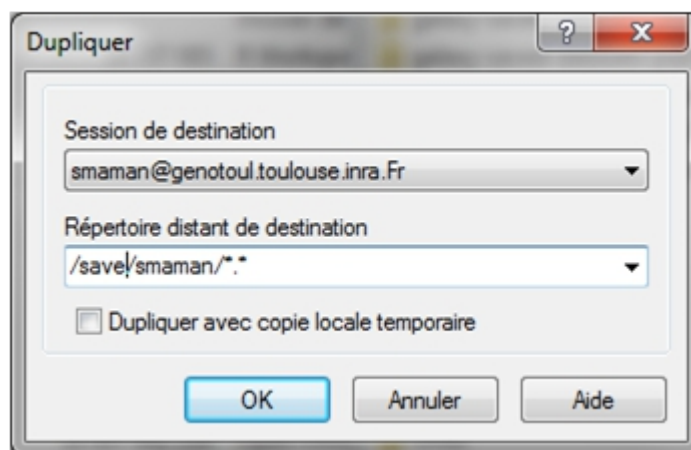 Dupliquer
?
Session de destination
smaman@genotoul.toulouse.inra.Fr
Répertoire distant de destination
/save/smaman/*.*
Dupliquer avec copie locale temporaire
OK Annuler Aide